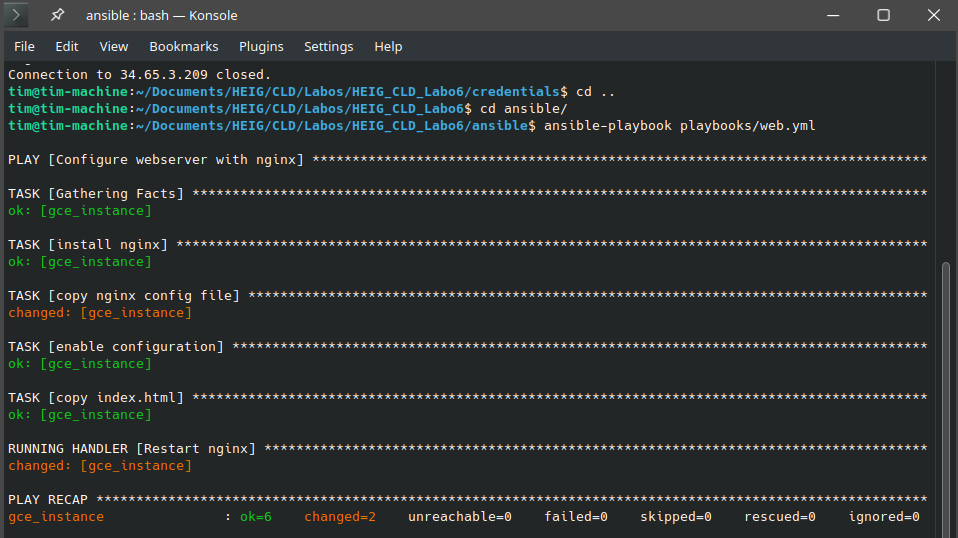 ansible : bash — Konsole
File Edit View Bookmarks Plugins Settings Help
Connection to 34.65.3.209 closed.
tim@tim-machine:~/Documents/HEIG/CLD/Labos/HEIG_CLD_Labo6/credentials$ cd ..
tim@tim-machine:~/Documents/HEIG/CLD/Labos/HEIG_CLD_Labo6$ cd ansible/
tim@tim-machine:~/Documents/HEIG/CLD/Labos/HEIG_CLD_Labo6/ansible$ ansible-playbook playbooks/web.yml
PLAY [Configure webserver with nginx] *****************************************************************************
TASK [Gathering Facts] ********************************************************************************************
ok: [gce_instance]
TASK [install nginx] **********************************************************************************************
ok: [gce_instance]
TASK [copy nginx config file] *************************************************************************************
changed: [gce_instance]
TASK [enable configuration] ***************************************************************************************
ok: [gce_instance]
TASK [copy index.html] ********************************************************************************************
ok: [gce_instance]
RUNNING HANDLER [Restart nginx] ***********************************************************************************
changed: [gce_instance]
PLAY RECAP ********************************************************************************************************
gce_instance               : ok=6    changed=2    unreachable=0    failed=0    skipped=0    rescued=0    ignored=0